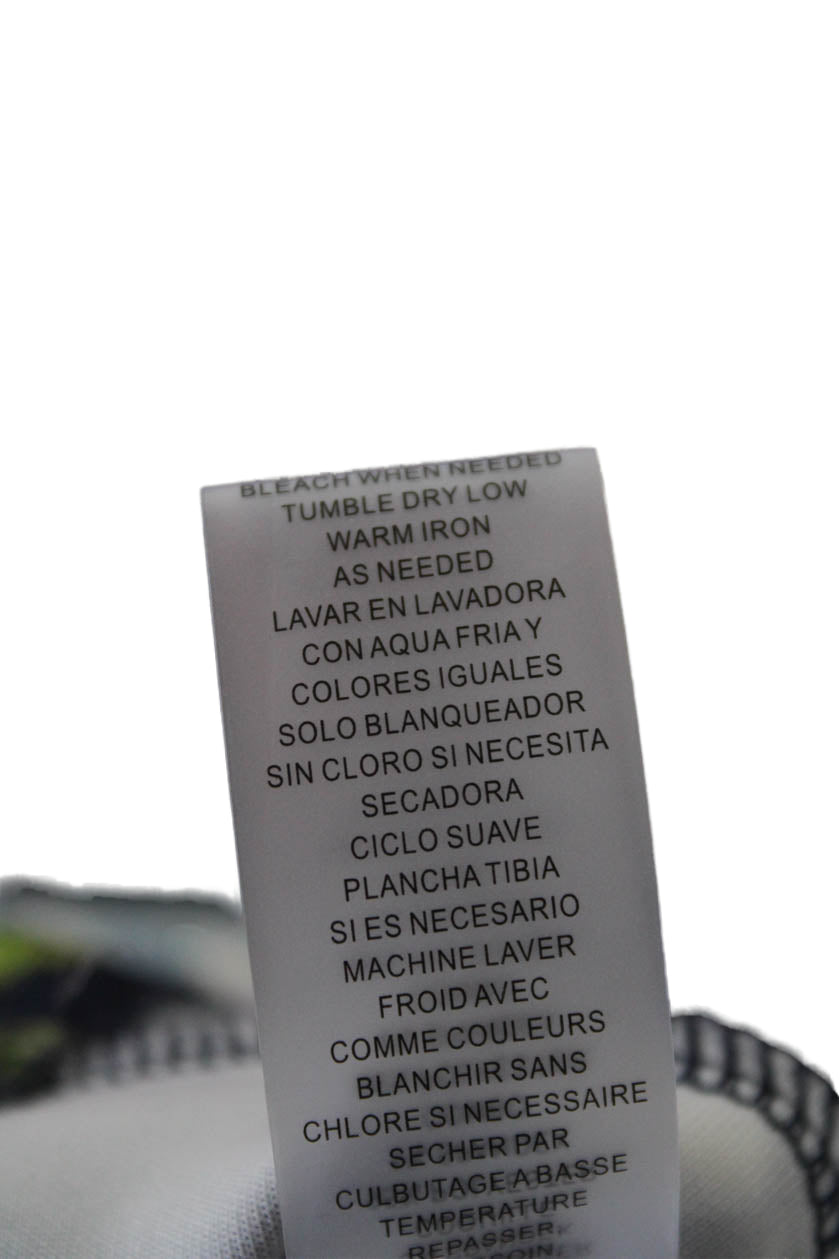 BLEACH WHEN NEEDED
TUMBLE DRY LOW
WARM IRON
AS NEEDED
LAVAR EN LAVADORA
CON AQUA FRIA Y
COLORES IGUALES
SOLO BLANQUEADOR
SIN CLORO SI NECESITA
SECADORA
CICLO SUAVE
PLANCHA TIBIA
SI ES NECESARIO
MACHINE LAVER
FROID AVEC
COMME COULEURS
BLANCHIR SANS
CHLORE SI NECESSAIRE
SECHER PAR
CULBUTAGE A BASSE
TEMPERATURE
REPASSER,